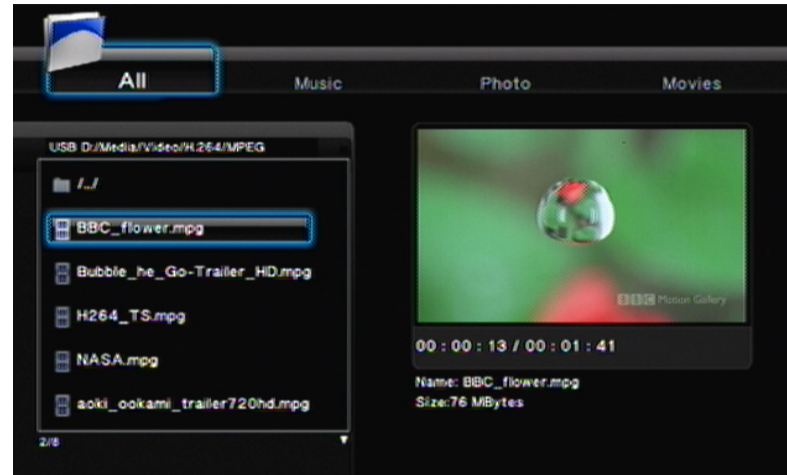 All
Music
Photo
Movies
USB D:/Media/Video/H.264/MPEG
/../
BBC_flower.mpg
Bubble_he_Go-Trailer_HD.mpg
H264_TS.mpg
NASA.mpg
aoki_ookami_trailer720hd.mpg
2/8
BBC Motion Gallery
00 : 00 : 13 / 00 : 01 : 41
Name: BBC_flower.mpg
Size:76 MBytes